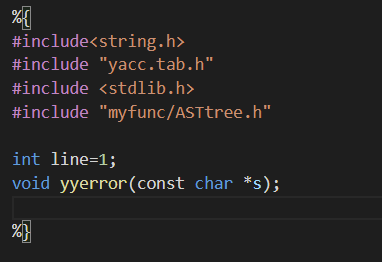 %{
#include<string.h>
#include "yacc.tab.h"
#include <stdlib.h>
#include "myfunc/ASTtree.h"
int line=1;
void yyerror(const char *s);
%}